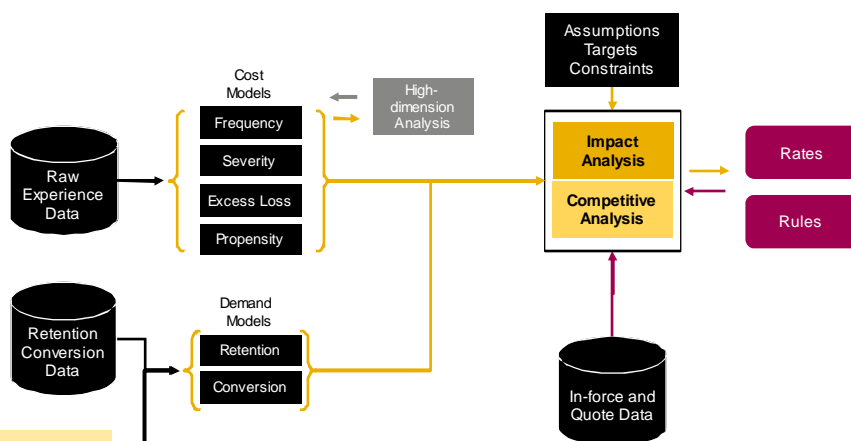 Assumptions
Targets
Constraints
Cost
Models
High-
dimension
Analysis
Frequency
Severity
Excess Loss
Propensity
Raw
Experience
Data
Impact
Analysis
Competitive
Analysis
Rates
Rules
Demand
Models
Retention
Conversion
Retention
Conversion
Data
In-force and
Quote Data